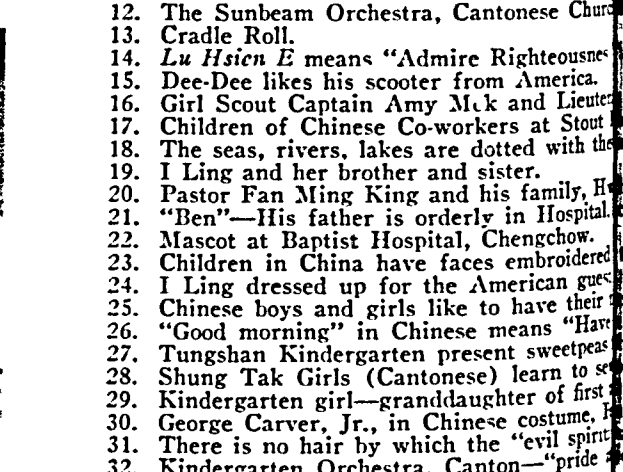 12. The Sunbeam Orchestra, Cantonese
13. Cradle Roll.
14. Lu Hsien E means "Admire
15. Dee-Dee likes his scooter from America.
16. Girl Scout Captain Amy Mek and
17. Children of Chinese Co-workers at Stout
18. The seas, rivers, lakes are dotted with the
19. I Ling and her brother and sister.
20. Pastor Fan Ming King and his family,
21. "Ben"—His father is orderly in Hospital.
22. Mascot at Baptist Hospital, Chengchow.
23. Children in China have faces embroidered
24. I Ling dressed up for the American
25. Chinese boys and girls like to have their
26. "Good morning" in Chinese means "Have
27. Tungshan Kindergarten present sweetpeas
28. Shung Tak Girls (Cantonese) learn to
29. Kindergarten girl—granddaughter of first
30. George Carver, Jr., in Chinese costume,
31. There is no hair by which the "evil spirit
32. Kindergarten Orchestra, Canton—"pride